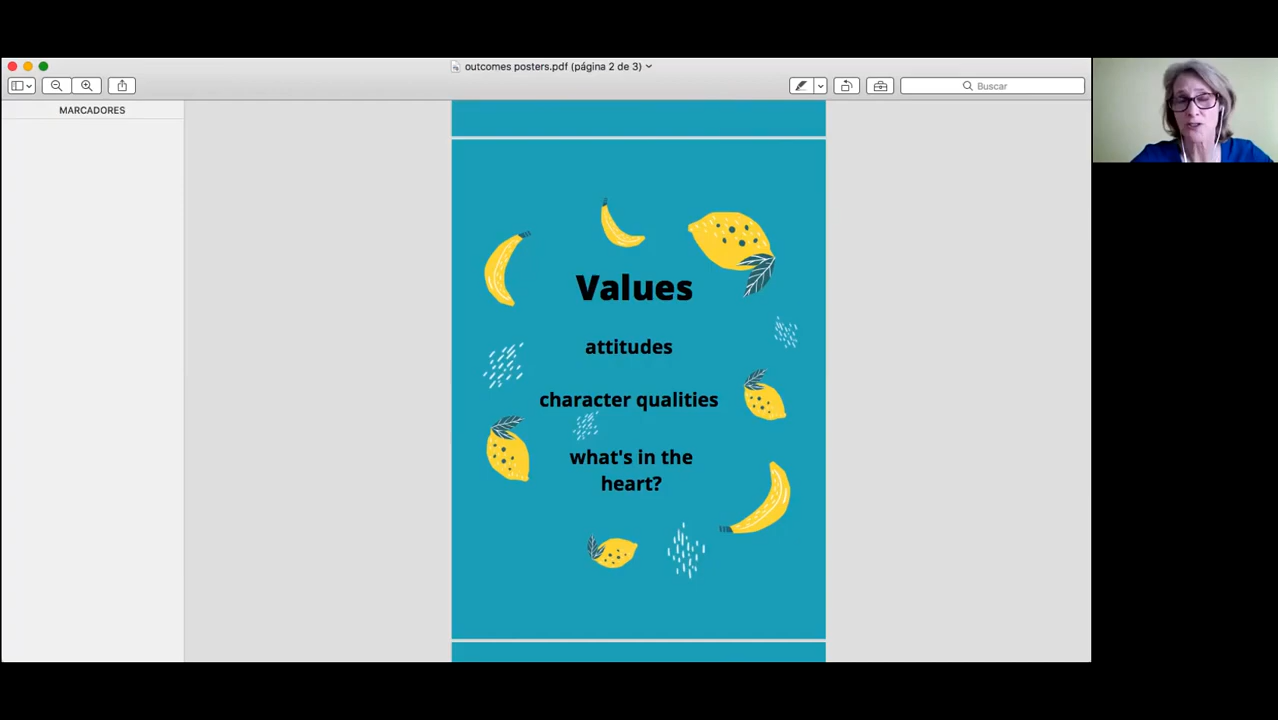 outcomes posters.pdf (página 2 de 3)
Buscar
MARCADORES
Values
attitudes
character qualities
what's in the
heart?